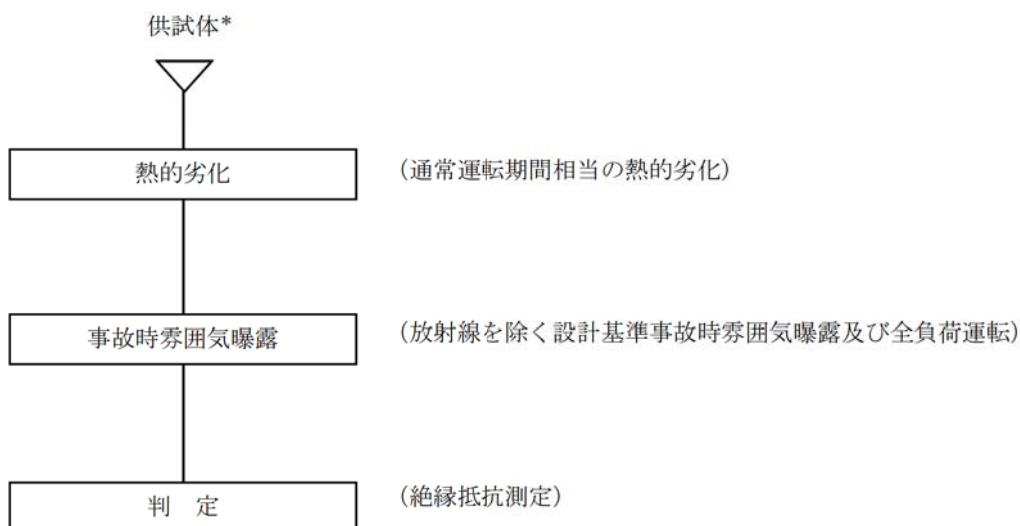 供試体*
熱的劣化
(通常運転期間相当の熱的劣化)
事故時雰囲気曝露
(放射線を除く設計基準事故時雰囲気曝露及び全負荷運転)
判　定
(絶縁抵抗測定)